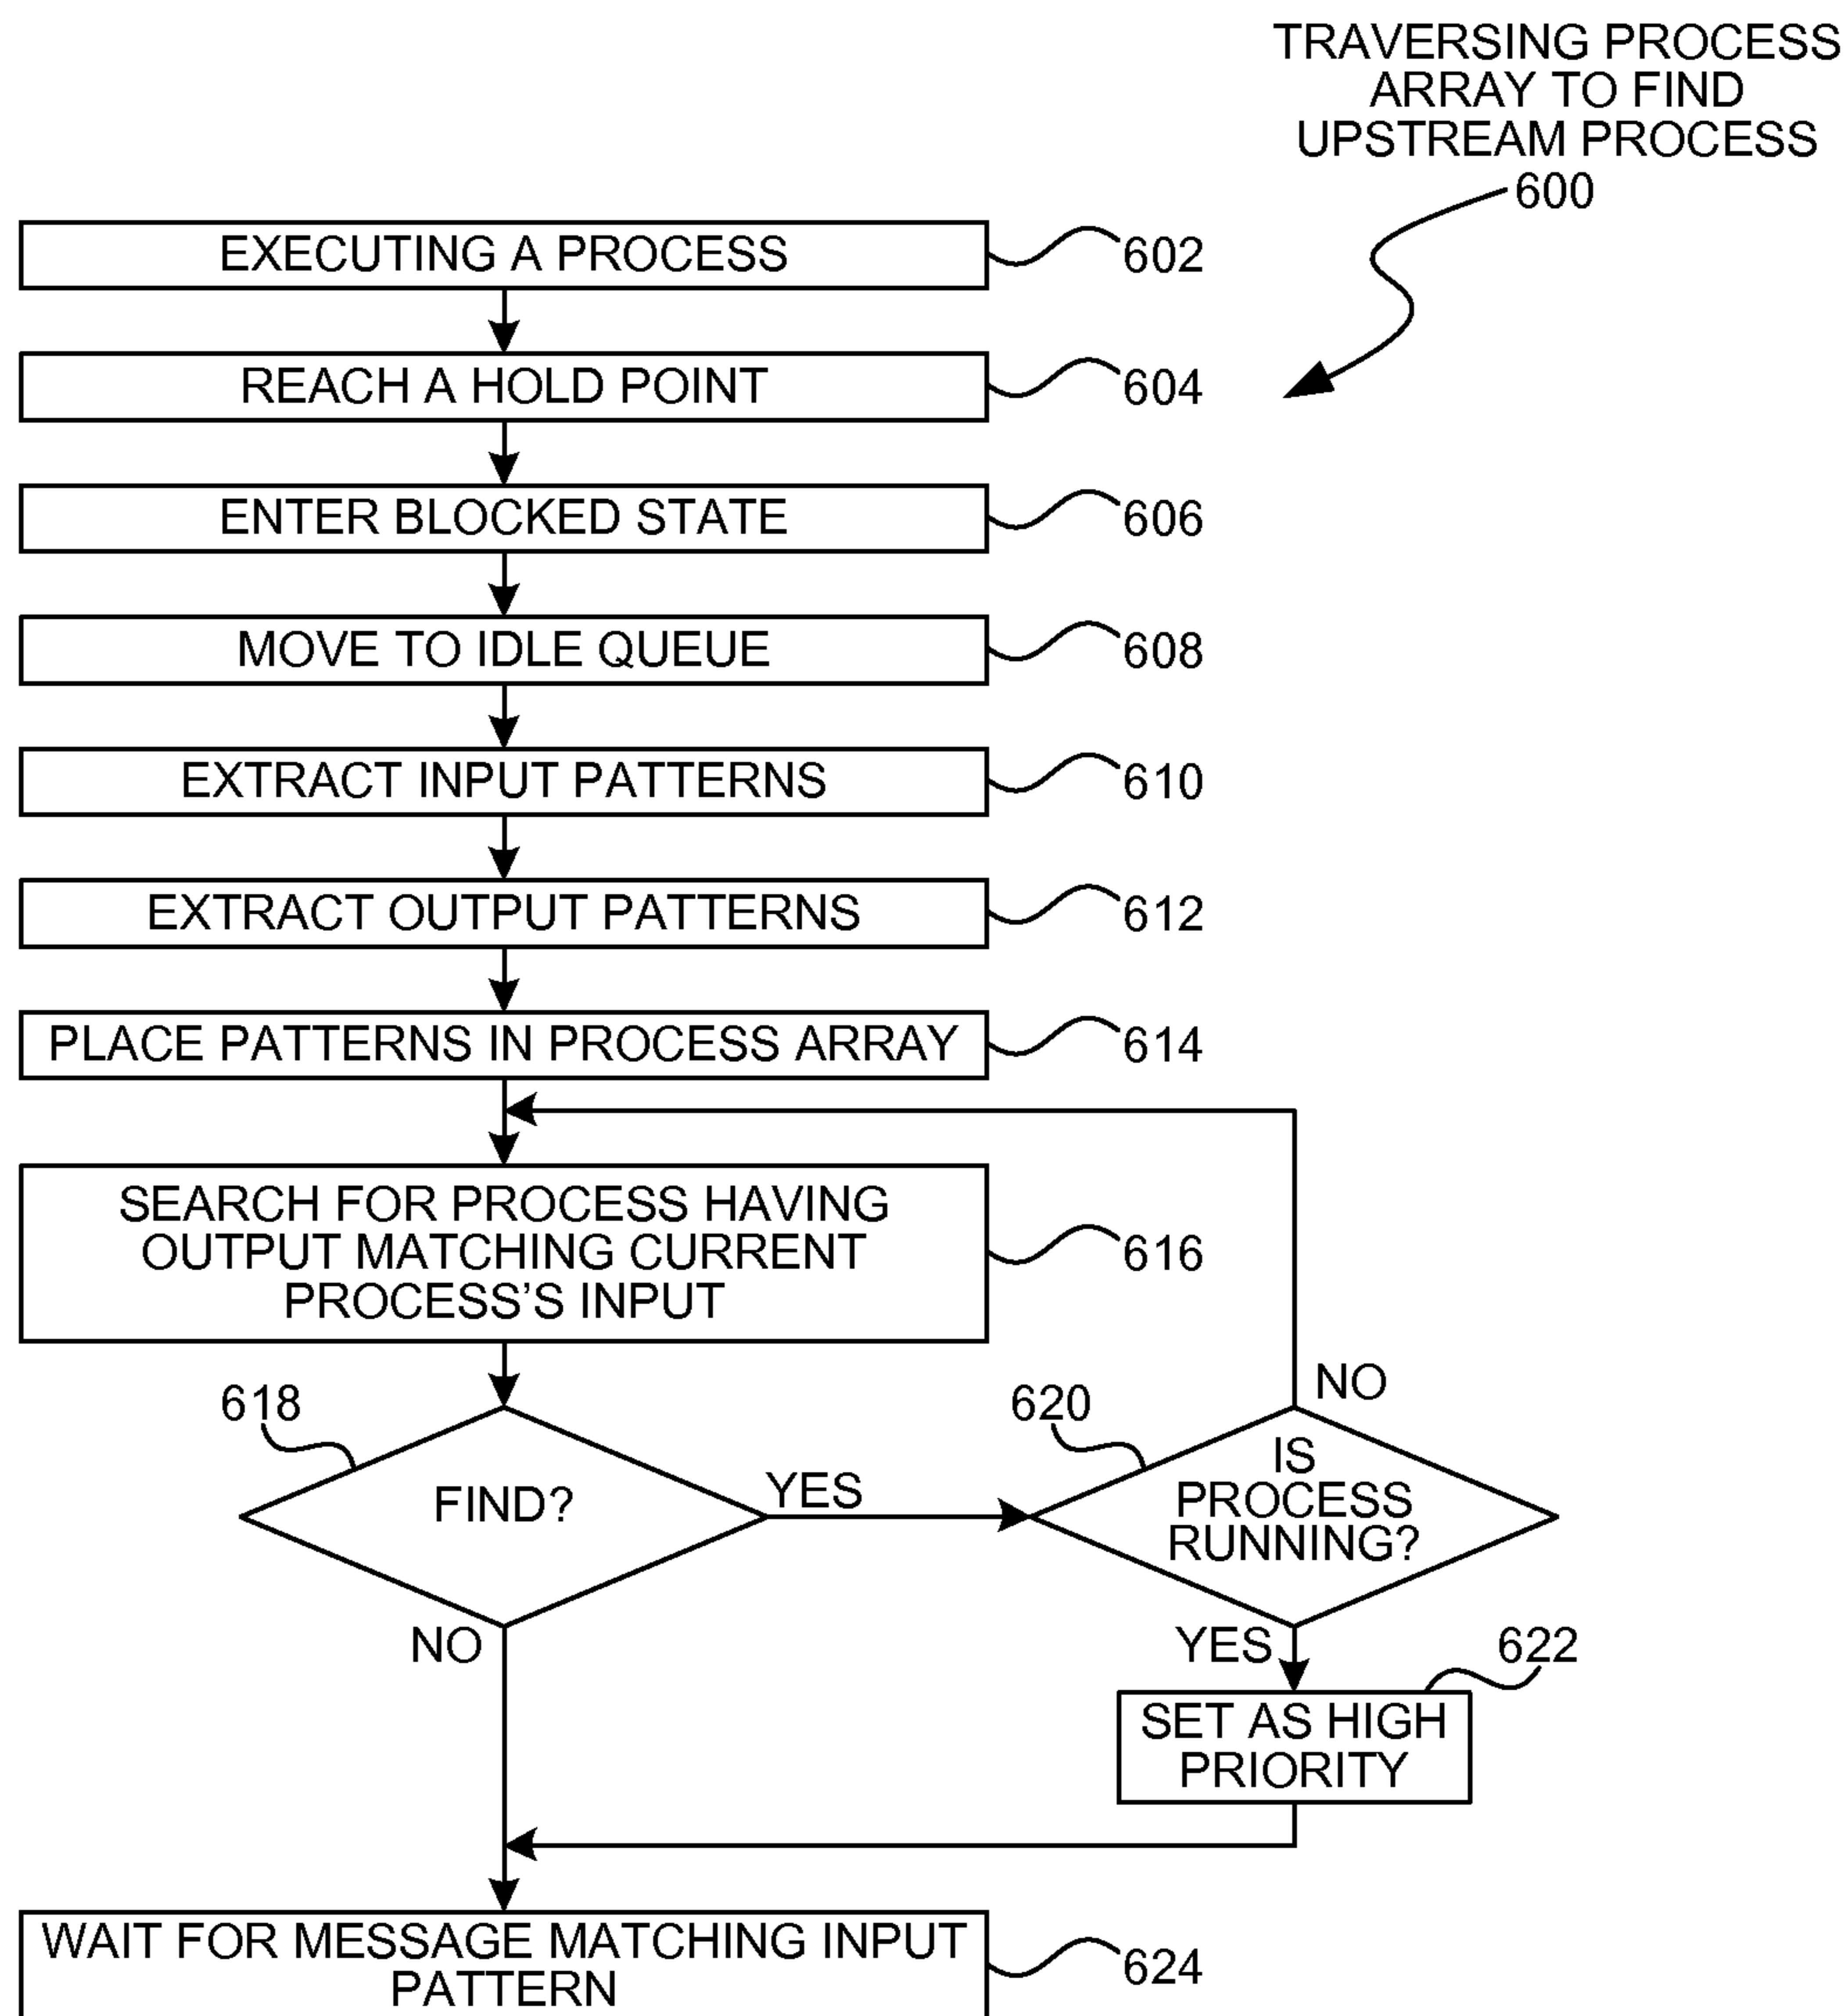 TRAVERSING PROCESS
ARRAY TO FIND
UPSTREAM PROCESS
600
EXECUTING A PROCESS
602
REACH A HOLD POINT
604
ENTER BLOCKED STATE
606
MOVE TO IDLE QUEUE
608
EXTRACT INPUT PATTERNS
610
EXTRACT OUTPUT PATTERNS
612
PLACE PATTERNS IN PROCESS ARRAY
614
SEARCH FOR PROCESS HAVING
OUTPUT MATCHING CURRENT
PROCESS'S INPUT
616
618
FIND?
YES
NO
620
IS
PROCESS
RUNNING?
NO
YES
622
SET AS HIGH
PRIORITY
WAIT FOR MESSAGE MATCHING INPUT
PATTERN
624